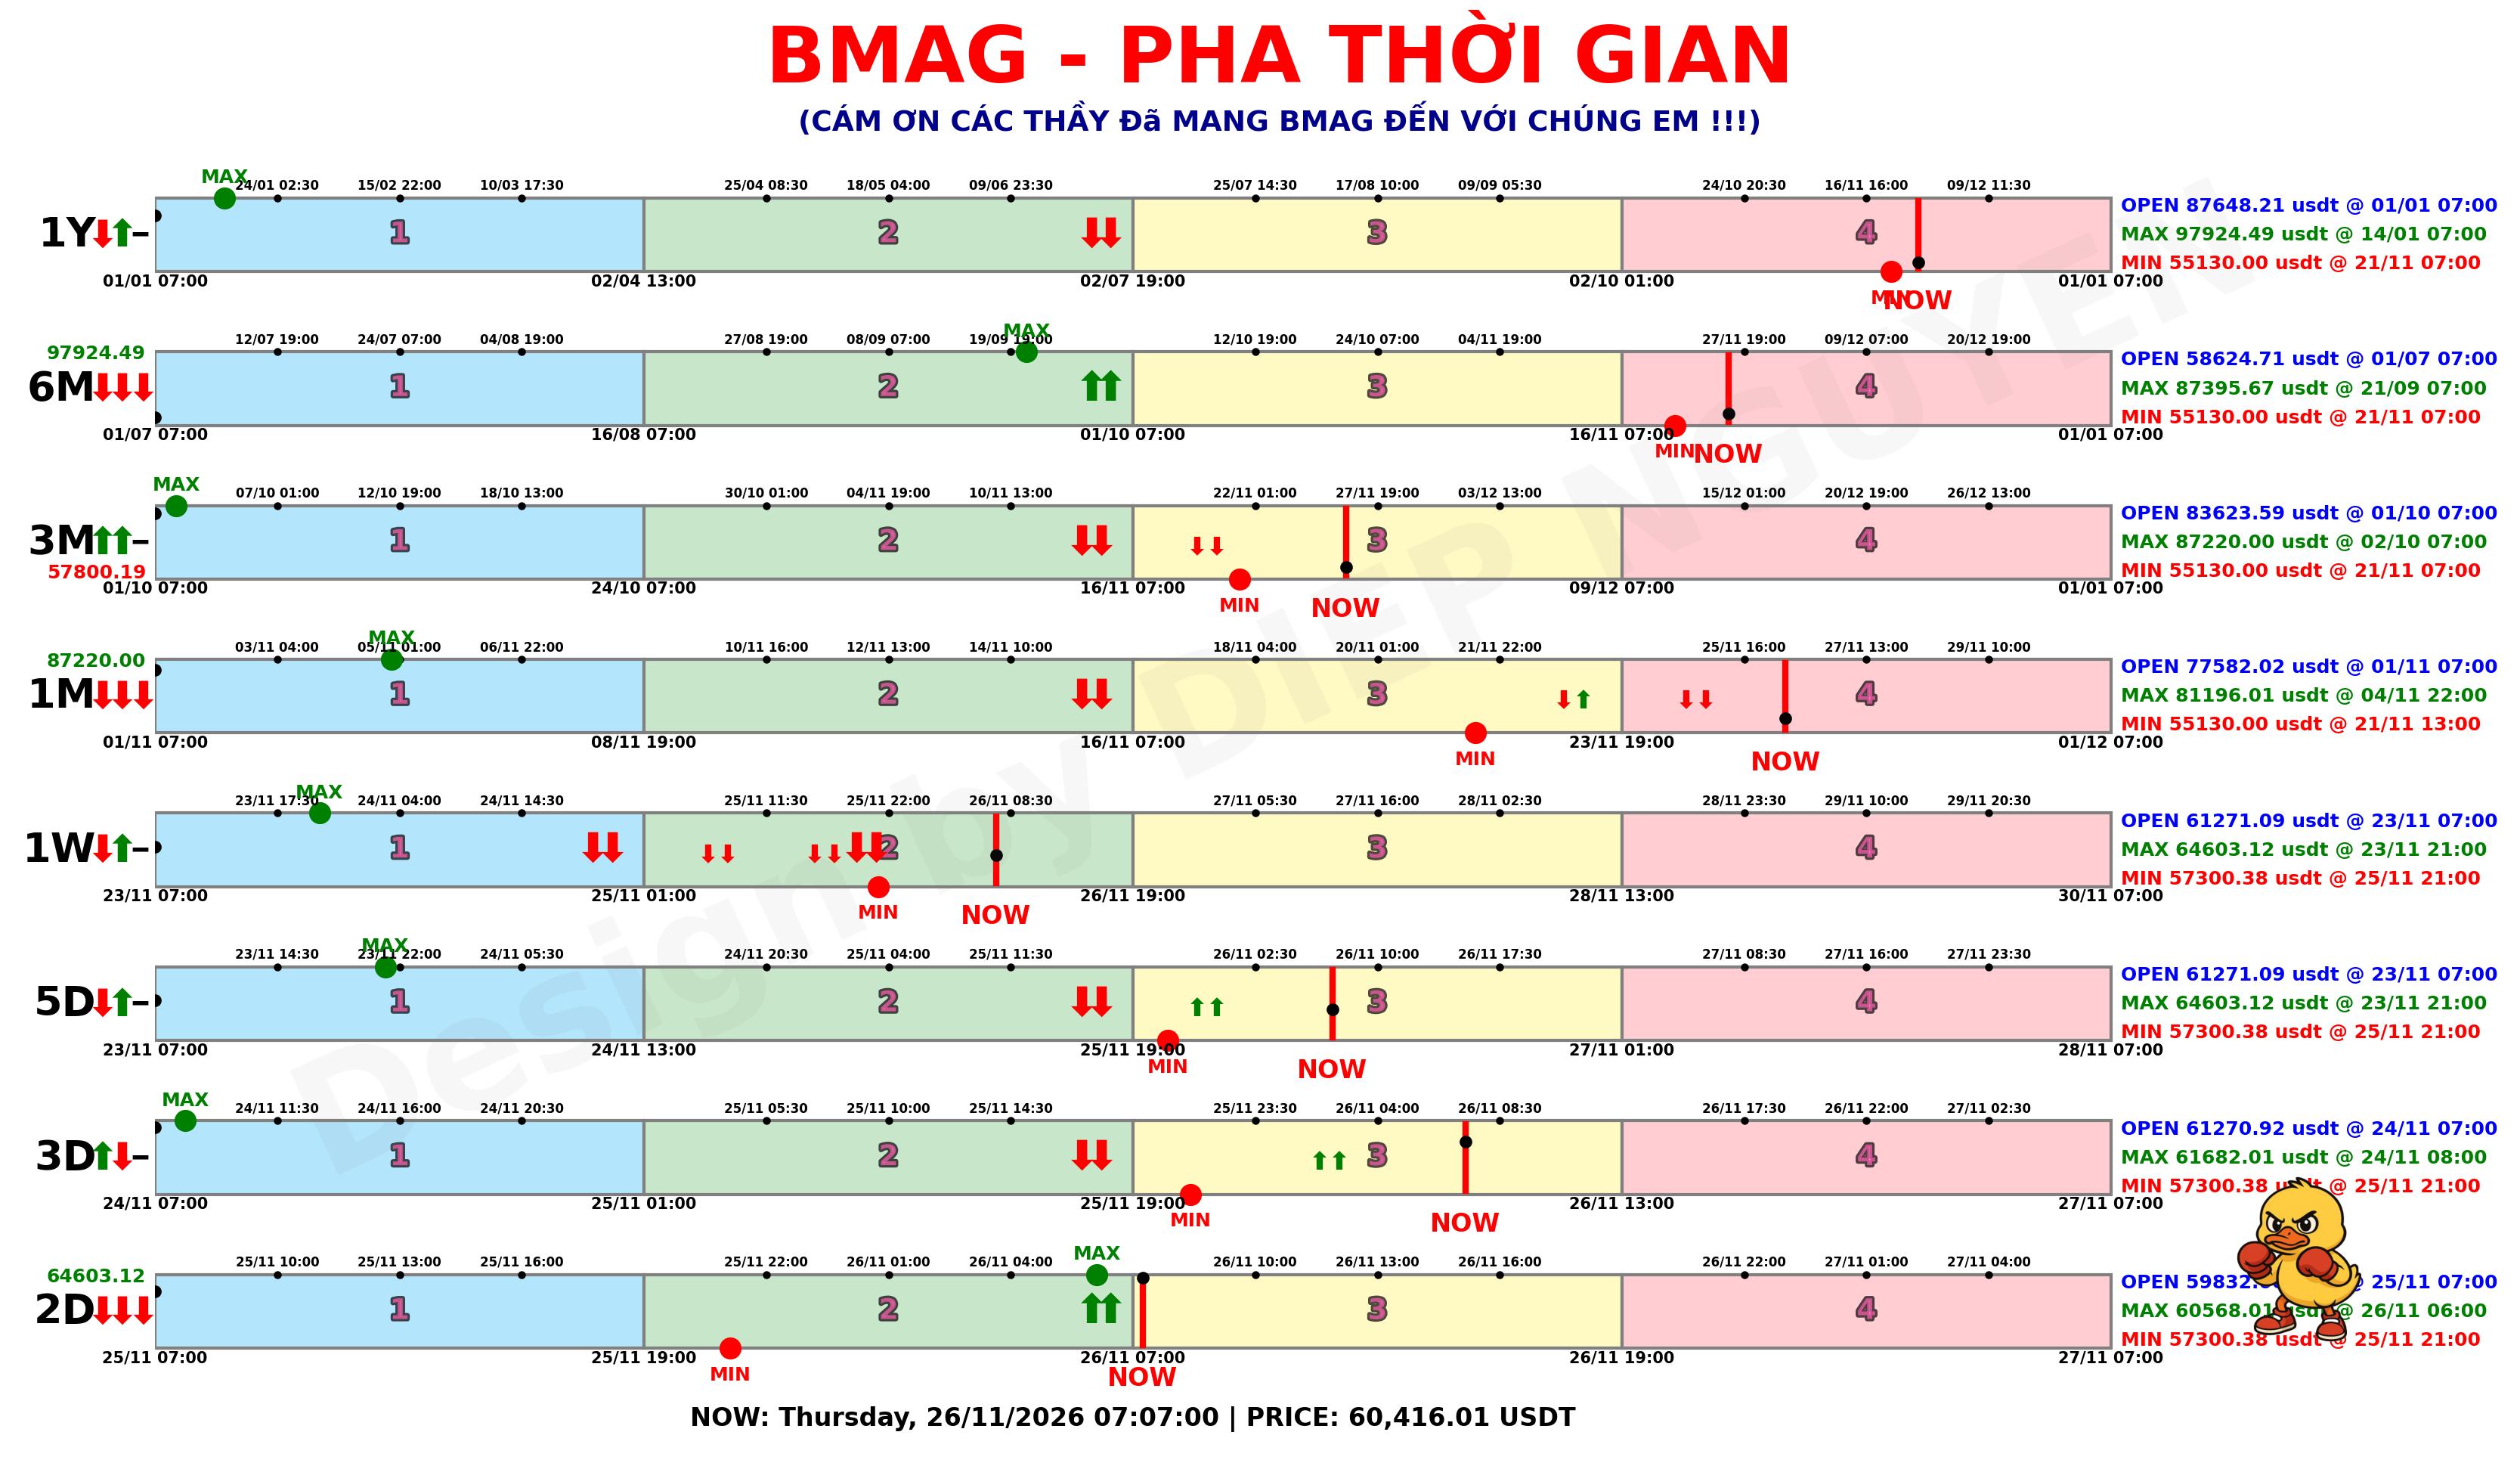 BMAG - PHA THỜI GIAN
(CÁM ƠN CÁC THẦY Đã MANG BMAG ĐẾN VỚI CHÚNG EM !!!)
MAX
24/01 02:30 15/02 22:00 10/03 17:30 25/04 08:30 18/05 04:00 09/06 23:30 25/07 14:30 17/08 10:00 09/09 05:30 24/10 20:30 16/11 16:00 09/12 11:30
OPEN 87648.21 usdt @ 01/01 07:00
1Y 1 2 3 4
MAX 97924.49 usdt @ 14/01 07:00
MIN 55130.00 usdt @ 21/11 07:00
01/01 07:00 02/04 13:00 02/07 19:00 02/10 01:00 01/01 07:00
MIN NOW
MAX
12/07 19:00 24/07 07:00 04/08 19:00 27/08 19:00 08/09 07:00 19/09 19:00 12/10 19:00 24/10 07:00 04/11 19:00 27/11 19:00 09/12 07:00 20/12 19:00
97924.49
OPEN 58624.71 usdt @ 01/07 07:00
6M 1 2 3 4
MAX 87395.67 usdt @ 21/09 07:00
MIN 55130.00 usdt @ 21/11 07:00
01/07 07:00 16/08 07:00 01/10 07:00 16/11 07:00 01/01 07:00
MIN NOW
MAX
07/10 01:00 12/10 19:00 18/10 13:00 30/10 01:00 04/11 19:00 10/11 13:00 22/11 01:00 27/11 19:00 03/12 13:00 15/12 01:00 20/12 19:00 26/12 13:00
OPEN 83623.59 usdt @ 01/10 07:00
3M 1 2 3 4
MAX 87220.00 usdt @ 02/10 07:00
57800.19
MIN 55130.00 usdt @ 21/11 07:00
01/10 07:00 24/10 07:00 16/11 07:00 09/12 07:00 01/01 07:00
MIN NOW
MAX
03/11 04:00 05/11 01:00 06/11 22:00 10/11 16:00 12/11 13:00 14/11 10:00 18/11 04:00 20/11 01:00 21/11 22:00 25/11 16:00 27/11 13:00 29/11 10:00
87220.00
OPEN 77582.02 usdt @ 01/11 07:00
1M 1 2 3 4
MAX 81196.01 usdt @ 04/11 22:00
MIN 55130.00 usdt @ 21/11 13:00
01/11 07:00 08/11 19:00 16/11 07:00 23/11 19:00 01/12 07:00
MIN NOW
MAX
23/11 17:30 24/11 04:00 24/11 14:30 25/11 11:30 25/11 22:00 26/11 08:30 27/11 05:30 27/11 16:00 28/11 02:30 28/11 23:30 29/11 10:00 29/11 20:30
OPEN 61271.09 usdt @ 23/11 07:00
1W 1 2 3 4
MAX 64603.12 usdt @ 23/11 21:00
MIN 57300.38 usdt @ 25/11 21:00
23/11 07:00 25/11 01:00 26/11 19:00 28/11 13:00 30/11 07:00
MIN NOW
MAX
23/11 14:30 23/11 22:00 24/11 05:30 24/11 20:30 25/11 04:00 25/11 11:30 26/11 02:30 26/11 10:00 26/11 17:30 27/11 08:30 27/11 16:00 27/11 23:30
OPEN 61271.09 usdt @ 23/11 07:00
5D 1 2 3 4
MAX 64603.12 usdt @ 23/11 21:00
MIN 57300.38 usdt @ 25/11 21:00
23/11 07:00 24/11 13:00 25/11 19:00 27/11 01:00 28/11 07:00
MIN NOW
MAX
24/11 11:30 24/11 16:00 24/11 20:30 25/11 05:30 25/11 10:00 25/11 14:30 25/11 23:30 26/11 04:00 26/11 08:30 26/11 17:30 26/11 22:00 27/11 02:30
OPEN 61270.92 usdt @ 24/11 07:00
3D 1 2 3 4
MAX 61682.01 usdt @ 24/11 08:00
MIN 57300.38 usdt @ 25/11 21:00
24/11 07:00 25/11 01:00 25/11 19:00 26/11 13:00 27/11 07:00
MIN NOW
MAX
25/11 10:00 25/11 13:00 25/11 16:00 25/11 22:00 26/11 01:00 26/11 04:00 26/11 10:00 26/11 13:00 26/11 16:00 26/11 22:00 27/11 01:00 27/11 04:00
64603.12
OPEN @ 25/11 07:00
2D 1 2 3 4
MAX 60568.01 usdt @ 26/11 06:00
MIN 57300.38 usdt @ 25/11 21:00
25/11 07:00 25/11 19:00 26/11 07:00 26/11 19:00 27/11 07:00
MIN NOW
NOW: Thursday, 26/11/2026 07:07:00 | PRICE: 60,416.01 USDT
Design by DIEP NGUYEN